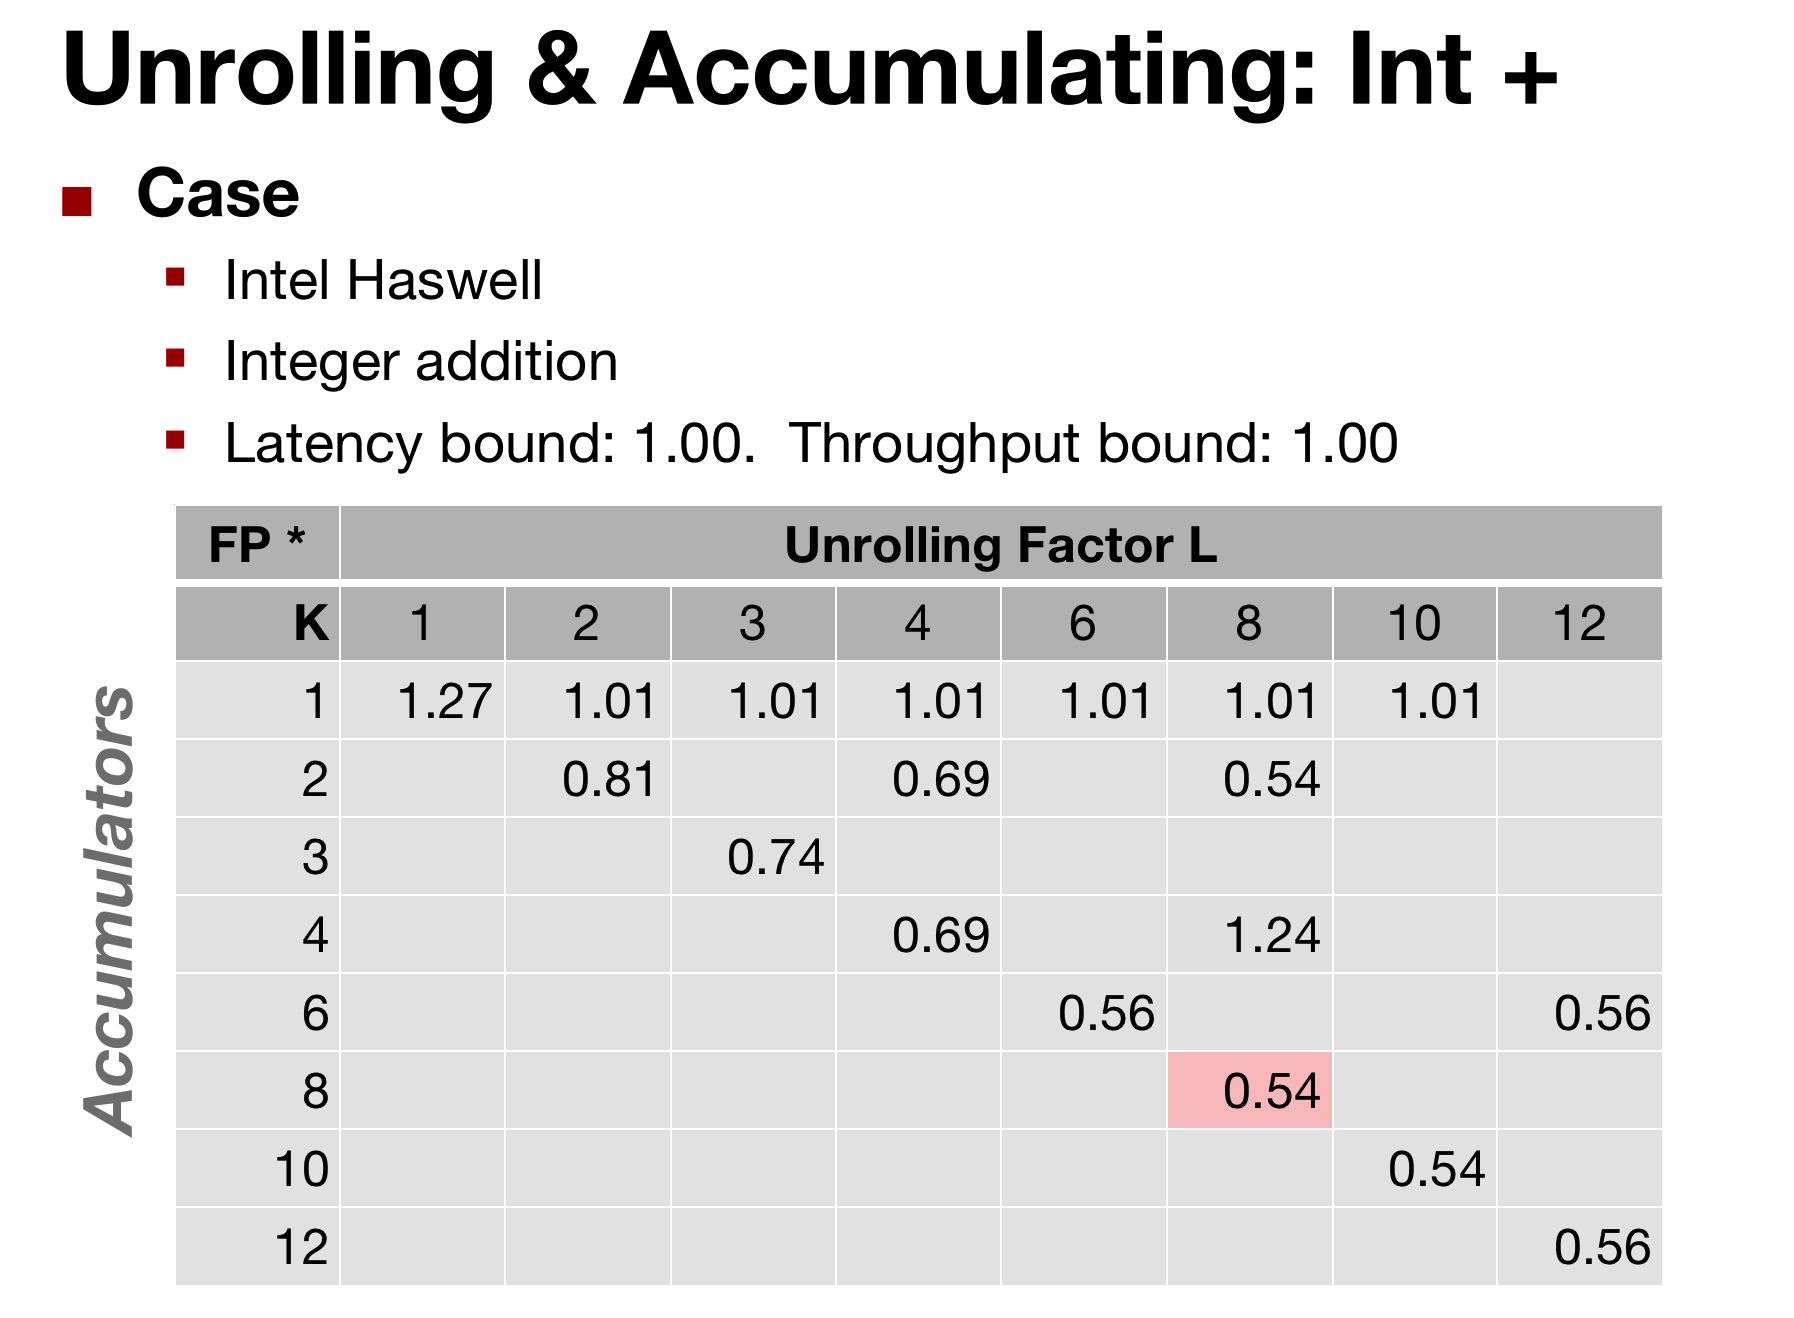 Unrolling & Accumulating: Int +
Case
Intel Haswell
Integer addition
Latency bound: 1.00. Throughput bound: 1.00
FP * Unrolling Factor L
K 1 2 3 4 6 8 10 12
1 1.27 1.01 1.01 1.01 1.01 1.01 1.01
2 0.81 0.69 0.54
3 0.74
4 0.69 1.24
6 0.56 0.56
8 0.54
10 0.54
12 0.56
Accumulators